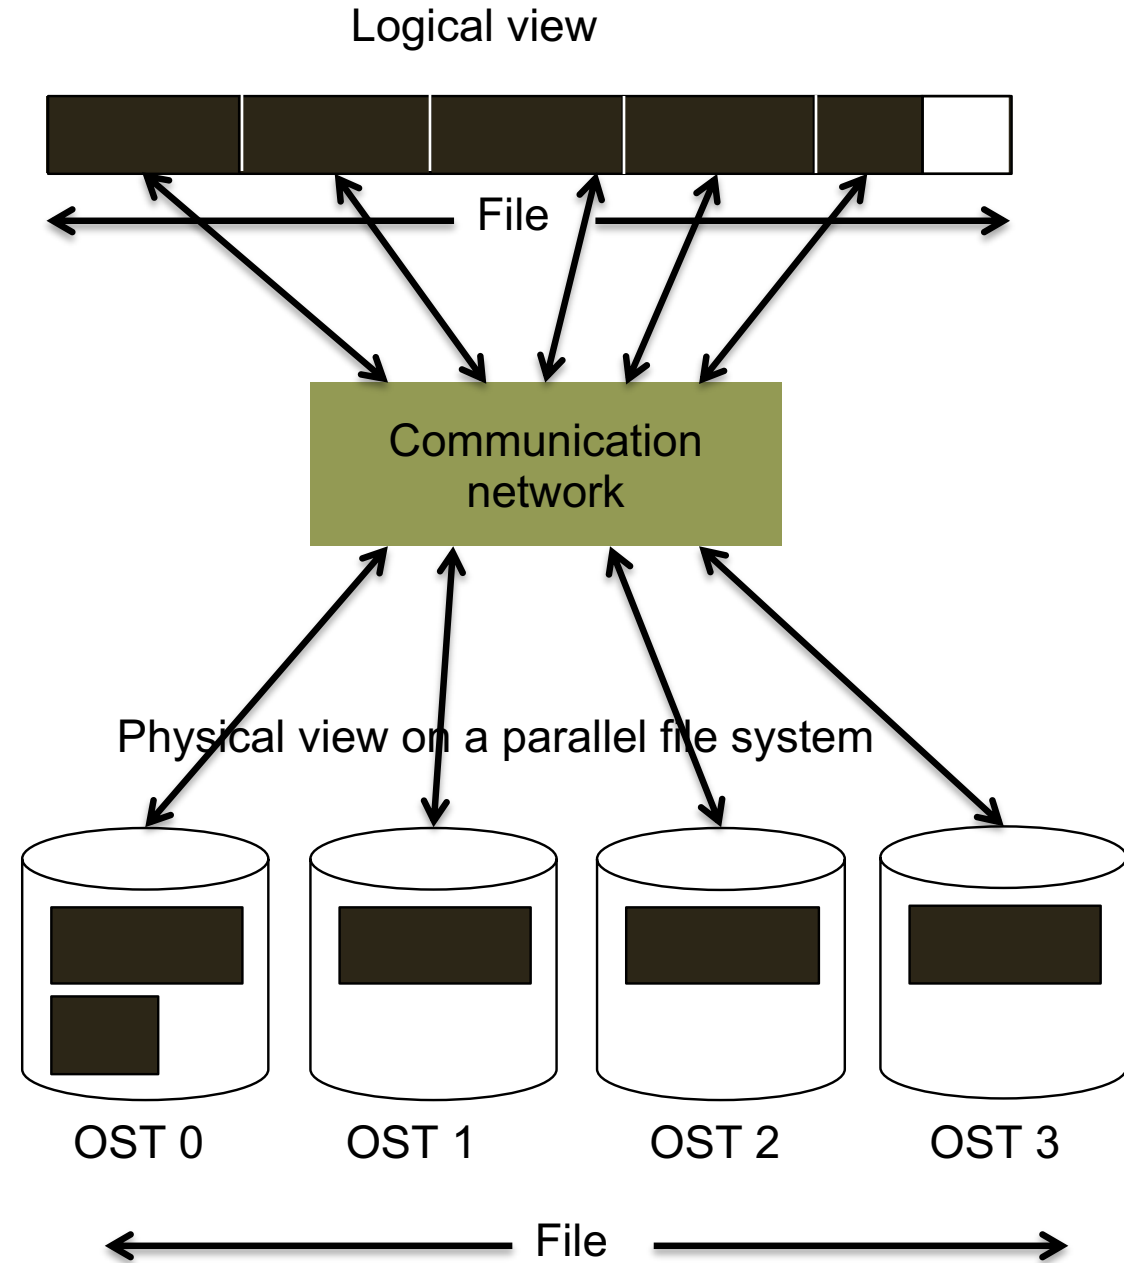 Logical view
File
Communication
network
Physical view on a parallel file system
OST 0
OST 1
OST 2
OST 3
File